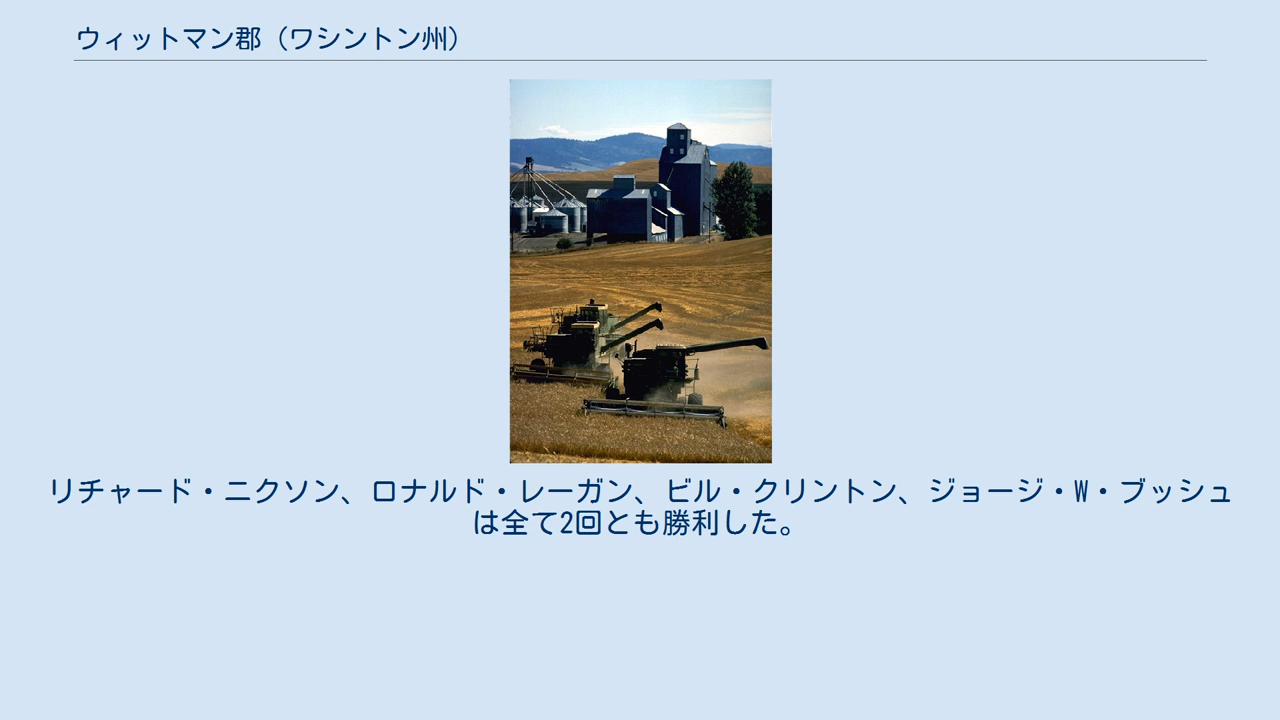 ウィットマン郡（ワシントン州）
リチャード・ニクソン、ロナルド・レーガン、ビル・クリントン、ジョージ・W・ブッシュ
は全て2回とも勝利した。